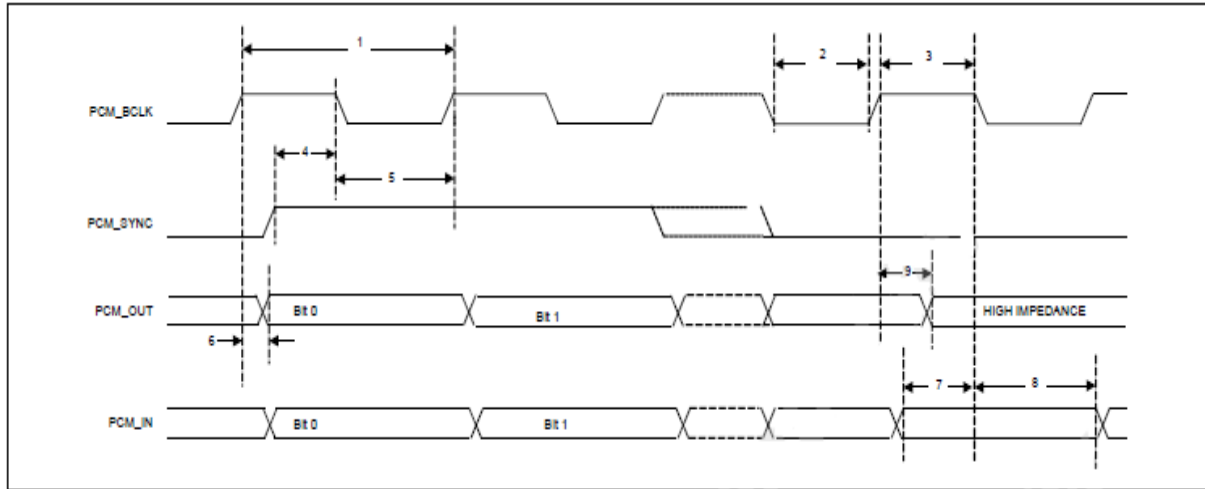 1
2
3
PCM_BCLK
4
5
PCM_SYNC
9
PCM_OUT
Bit 0
Bit 1
HIGH IMPEDANCE
6
7
8
PCM_IN
Bit 0
Bit 1